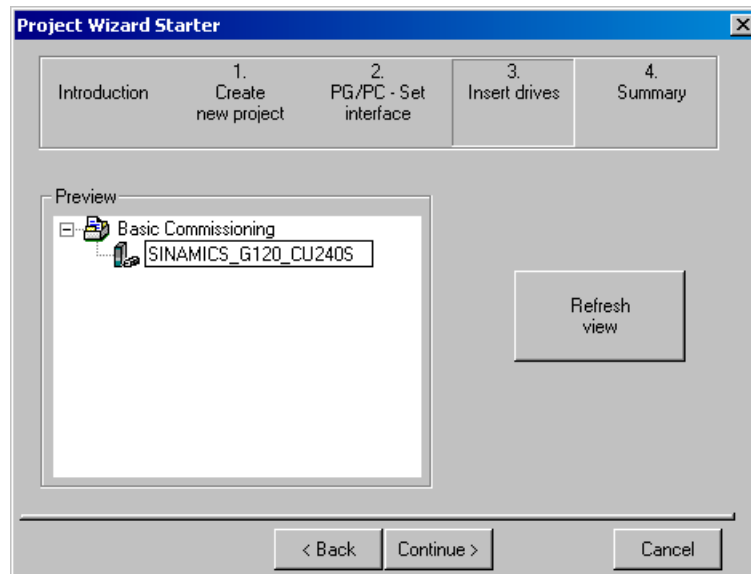 Project Wizard Starter
Introduction
1.
Create
new project
2.
PG/PC - Set
interface
3.
Insert drives
4.
Summary
Preview
Basic Commissioning
SINAMICS_G120_CU240S
Refresh
view
< Back
Continue >
Cancel